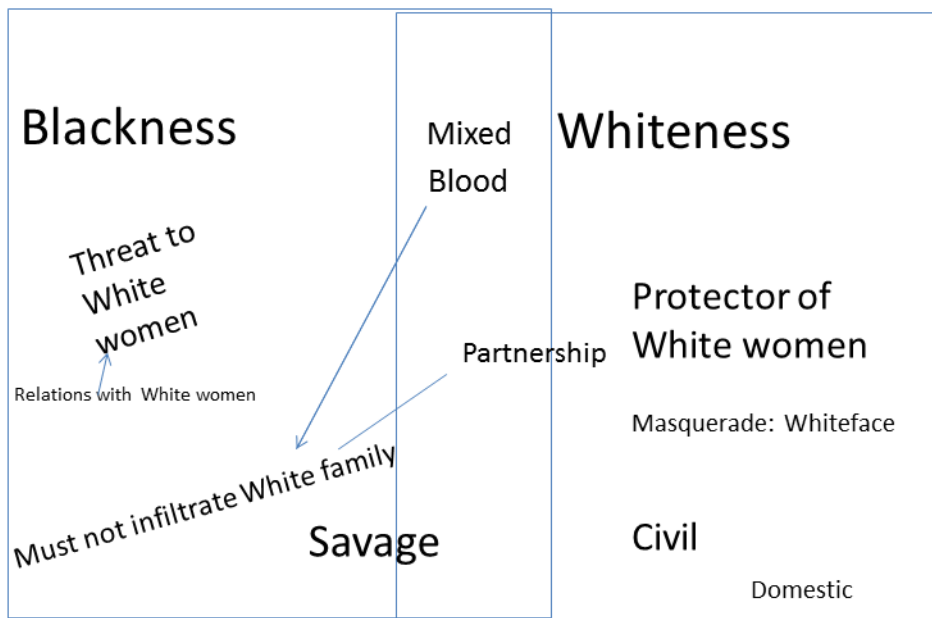 Blackness
Mixed
Blood
Whiteness
Threat to
White
women
Relations with White women
Must not infiltrate White family
Partnership
Protector of
White women
Masquerade: Whiteface
Savage
Civil
Domestic